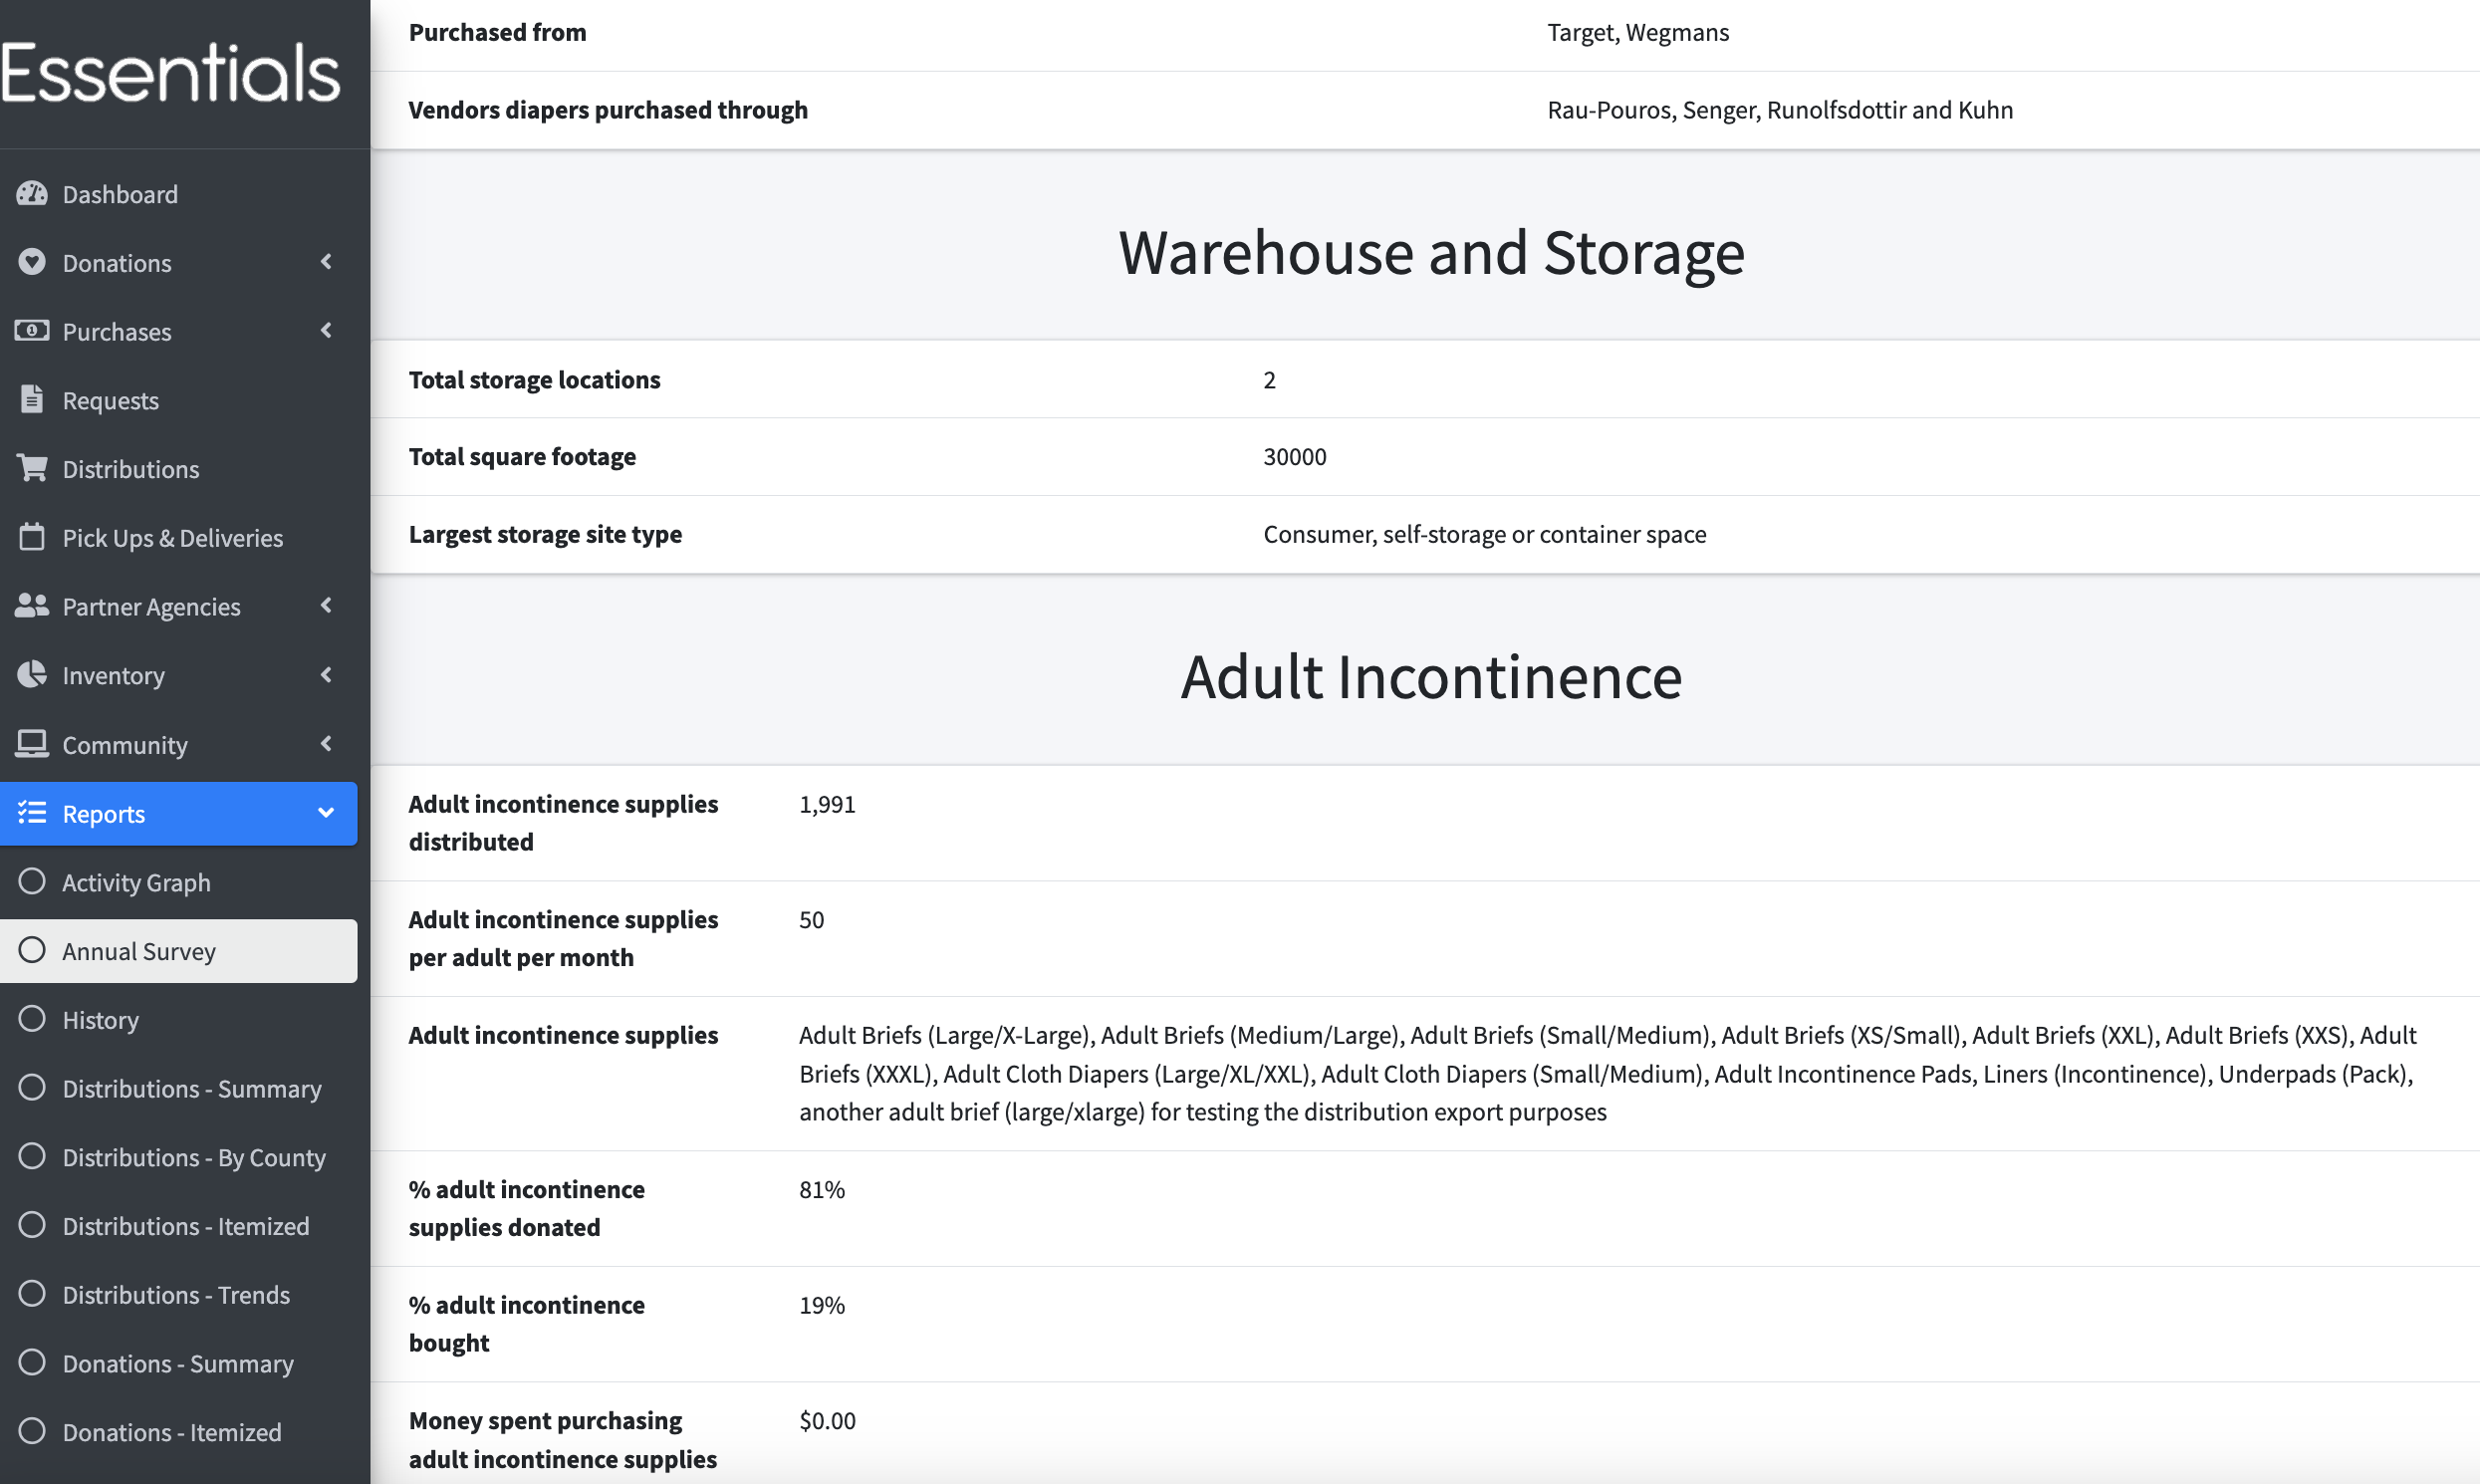 Essentials
Dashboard
Donations
Purchases
Requests
Distributions
Pick Ups & Deliveries
Partner Agencies
Inventory
Community
Reports
Activity Graph
Annual Survey
History
Distributions - Summary
Distributions - By County
Distributions - Itemized
Distributions - Trends
Donations - Summary
Donations - Itemized
Purchased from
Target, Wegmans
Vendors diapers purchased through
Rau-Pouros, Senger, Runolfsdottir and Kuhn
Warehouse and Storage
Total storage locations
2
Total square footage
30000
Largest storage site type
Consumer, self-storage or container space
Adult Incontinence
Adult incontinence supplies
distributed
1,991
Adult incontinence supplies
per adult per month
50
Adult incontinence supplies
Adult Briefs (Large/X-Large), Adult Briefs (Medium/Large), Adult Briefs (Small/Medium), Adult Briefs (XS/Small), Adult Briefs (XXL), Adult Briefs (XXS), Adult
Briefs (XXXL), Adult Cloth Diapers (Large/XL/XXL), Adult Cloth Diapers (Small/Medium), Adult Incontinence Pads, Liners (Incontinence), Underpads (Pack),
another adult brief (large/xlarge) for testing the distribution export purposes
% adult incontinence
supplies donated
81%
% adult incontinence
bought
19%
Money spent purchasing
adult incontinence supplies
$0.00